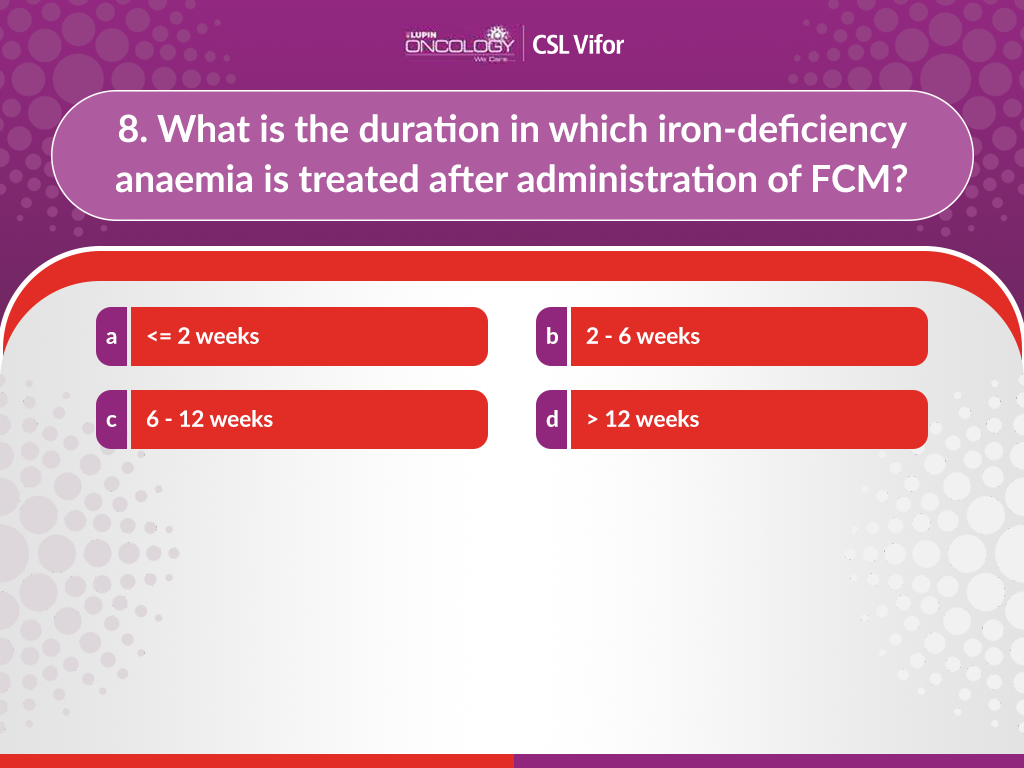 LUPIN
ONCOLOGY
We Care
CSL Vifor
8. What is the duration in which iron-deficiency
anaemia is treated after administration of FCM?
a <= 2 weeks
b 2 - 6 weeks
c 6 - 12 weeks
d > 12 weeks